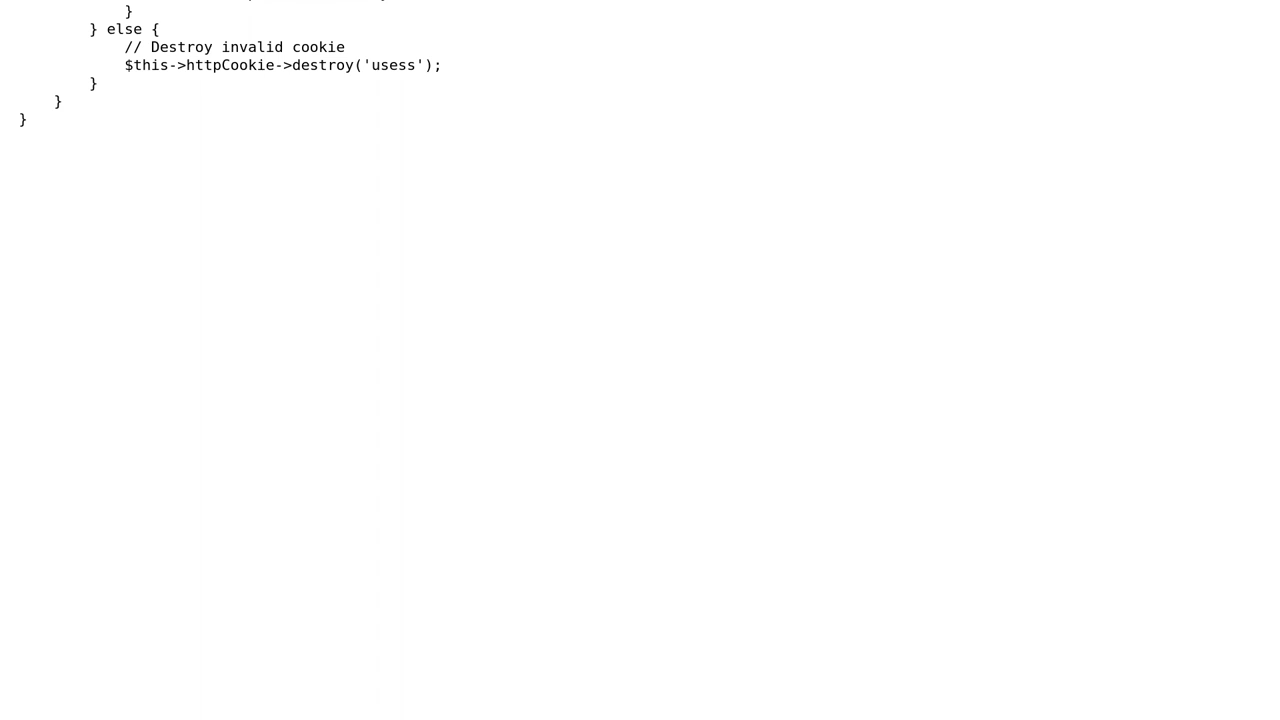 }
        } else {
            // Destroy invalid cookie
            $this->httpCookie->destroy('usess');
        }
    }
}